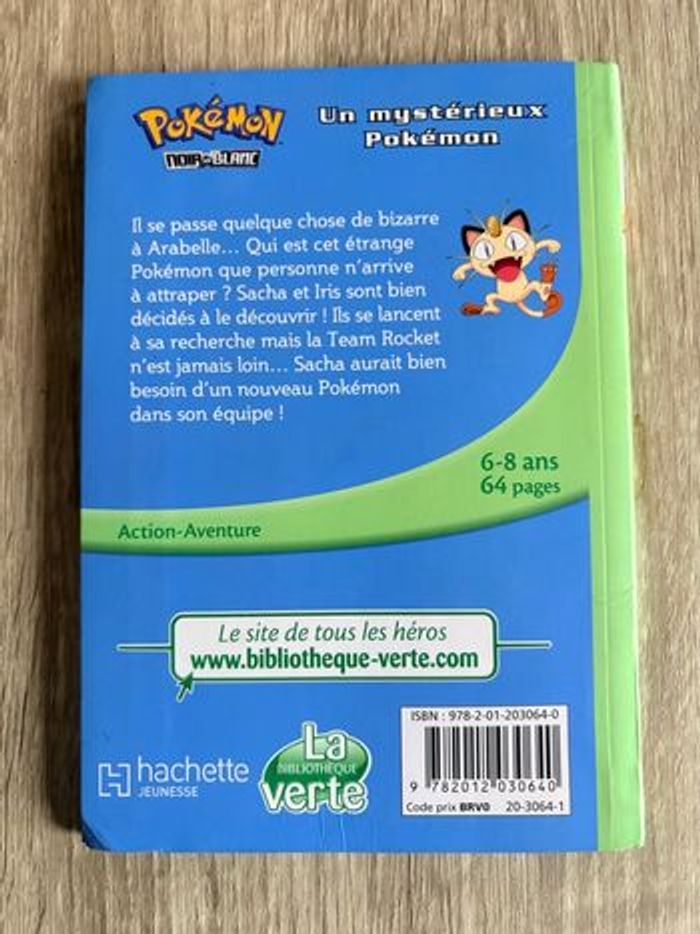 POKÉMON
NOIR & BLANC
Un mystérieux
Pokémon
Il se passe quelque chose de bizarre
à Arabelle... Qui est cet étrange
Pokémon que personne n'arrive
à attraper ? Sacha et Iris sont bien
décidés à le découvrir ! Ils se lancent
à sa recherche mais la Team Rocket
n'est jamais loin... Sacha aurait bien
besoin d'un nouveau Pokémon
dans son équipe !
6-8 ans
64 pages
Action-Aventure
Le site de tous les héros
www.bibliotheque-verte.com
ISBN : 978-2-01-203064-0
9 782012 030640
Code prix BRV0 20-3064-1
hachette
JEUNESSE
La
BIBLIOTHÈQUE
verte